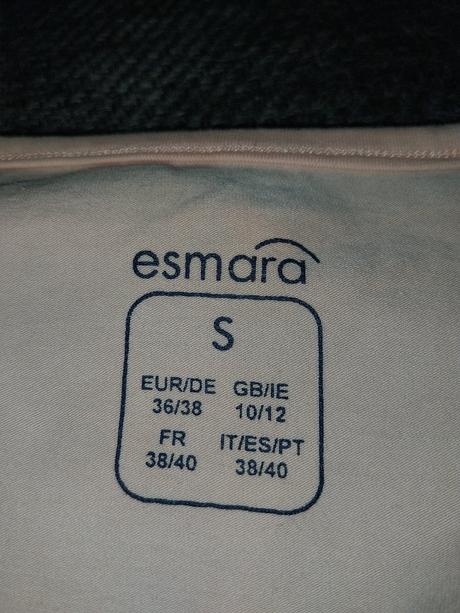 esmara
S
EUR/DE GB/IE
36/38 10/12
FR IT/ES/PT
38/40 38/40